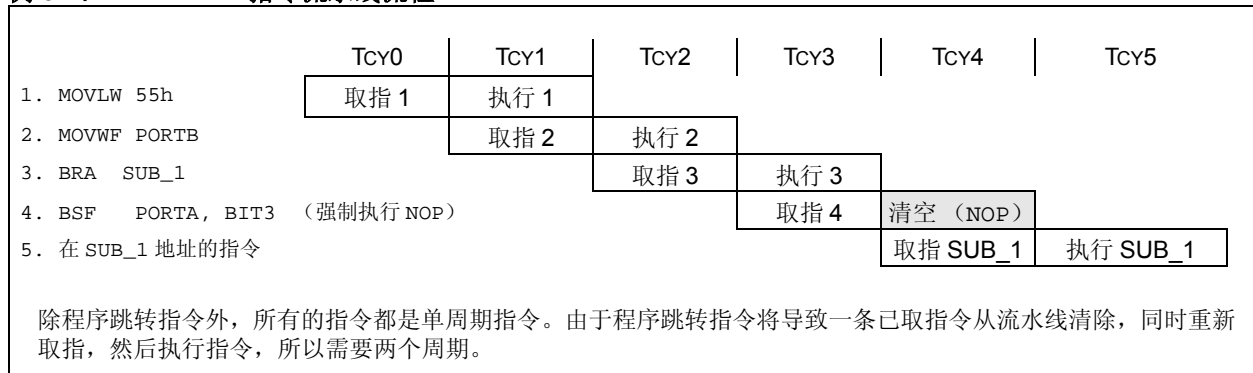 TCY0 TCY1 TCY2 TCY3 TCY4 TCY5
1. MOVLW 55h 取指 1 执行 1
2. MOVWF PORTB 取指 2 执行 2
3. BRA SUB_1 取指 3 执行 3
4. BSF PORTA, BIT3 （强制执行 NOP） 取指 4 清空 （NOP）
5. 在 SUB_1 地址的指令 取指 SUB_1 执行 SUB_1
除程序跳转指令外，所有的指令都是单周期指令。由于程序跳转指令将导致一条已取指令从流水线清除，同时重新
取指，然后执行指令，所以需要两个周期。